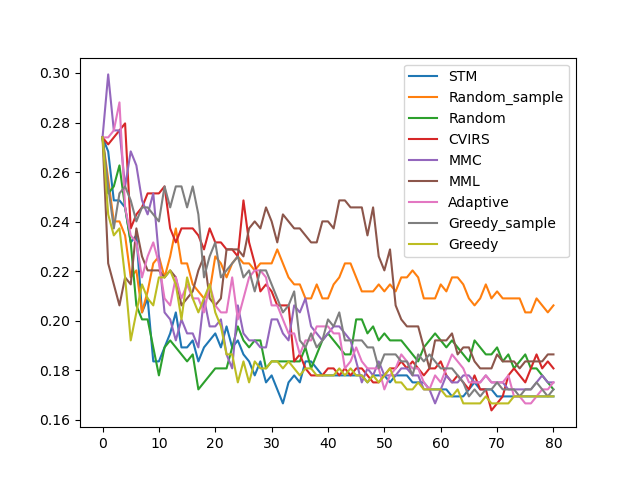 0.30
0.28
0.26
0.24
0.22
0.20
0.18
0.16
0 10 20 30 40 50 60 70 80
STM
Random_sample
Random
CVIRS
MMC
MML
Adaptive
Greedy_sample
Greedy